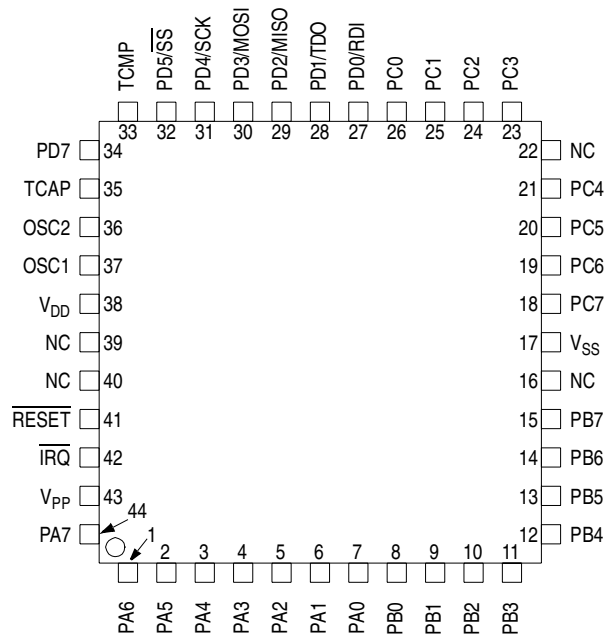 TCMP
PD5/S̅S̅
PD4/SCK
PD3/MOSI
PD2/MISO
PD1/TDO
PD0/RDI
PC0
PC1
PC2
PC3
33 32 31 30 29 28 27 26 25 24 23
PD7 34 22 NC
TCAP 35 21 PC4
OSC2 36 20 PC5
OSC1 37 19 PC6
VDD 38 18 PC7
NC 39 17 VSS
NC 40 16 NC
R̅E̅S̅E̅T̅ 41 15 PB7
I̅R̅Q̅ 42 14 PB6
VPP 43 13 PB5
PA7 44 12 PB4
1 2 3 4 5 6 7 8 9 10 11
PA6
PA5
PA4
PA3
PA2
PA1
PA0
PB0
PB1
PB2
PB3